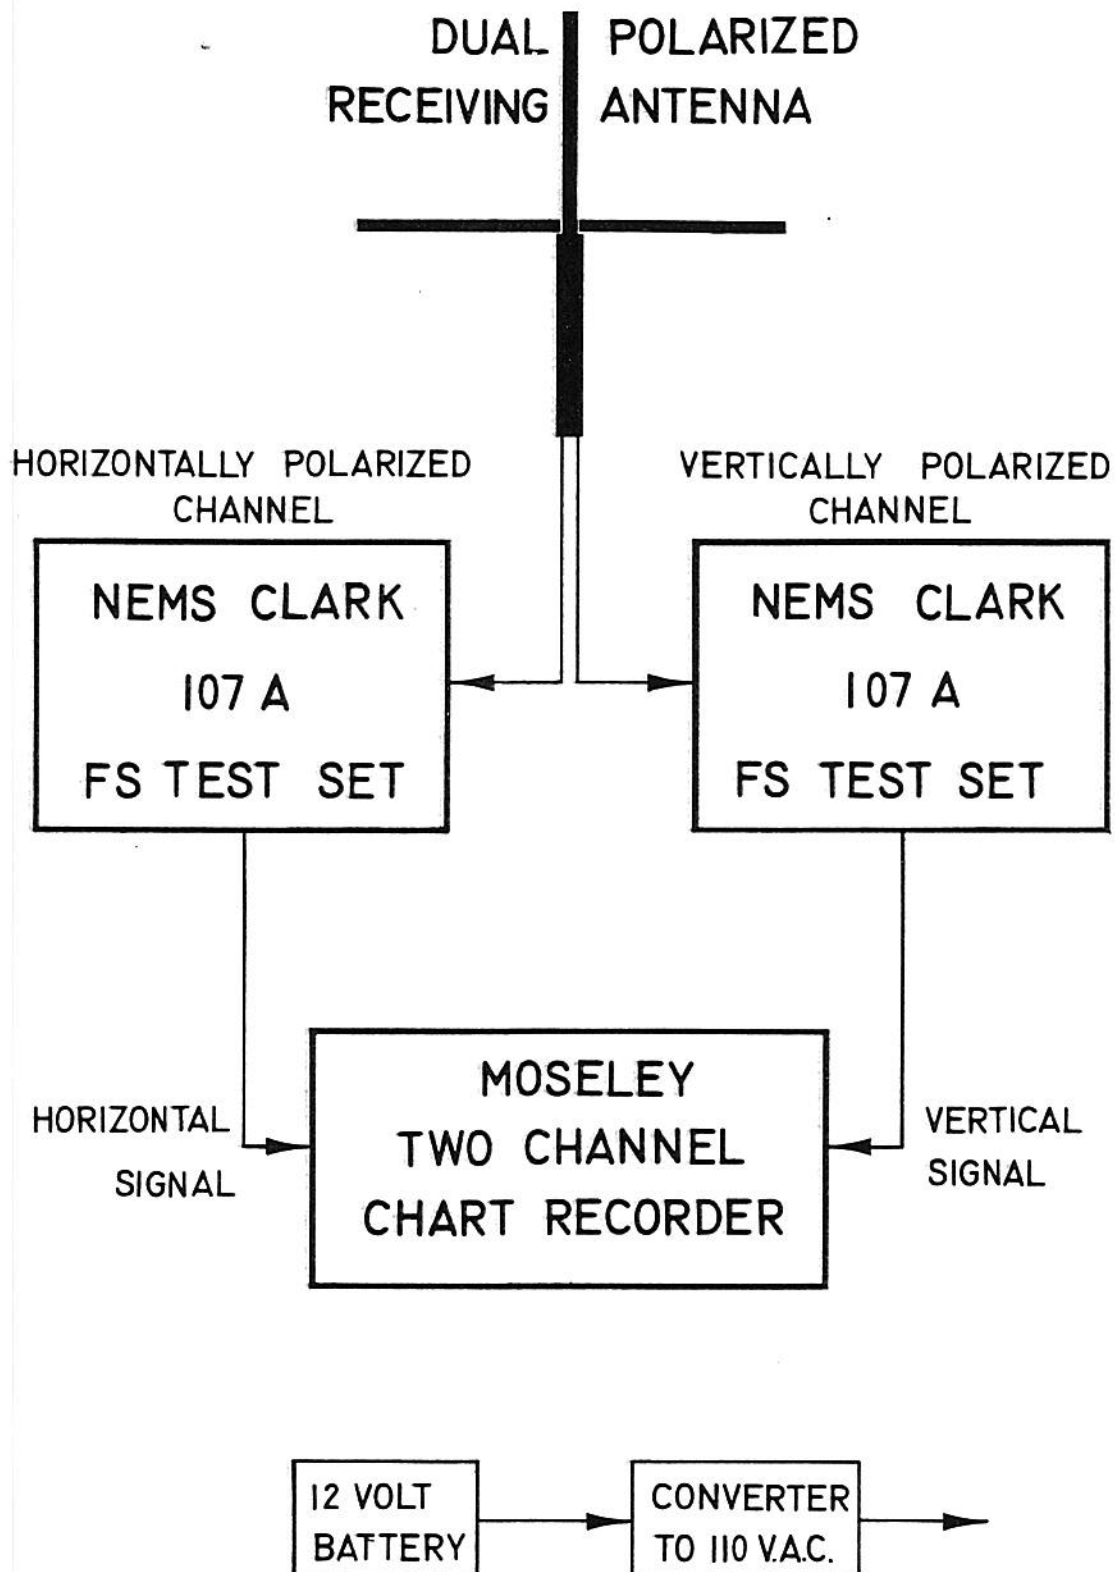 DUAL POLARIZED
RECEIVING ANTENNA
HORIZONTALLY POLARIZED
CHANNEL
NEMS CLARK
107 A
FS TEST SET
VERTICALLY POLARIZED
CHANNEL
NEMS CLARK
107 A
FS TEST SET
HORIZONTAL
SIGNAL
MOSELEY
TWO CHANNEL
CHART RECORDER
VERTICAL
SIGNAL
12 VOLT
BATTERY
CONVERTER
TO 110 V.A.C.